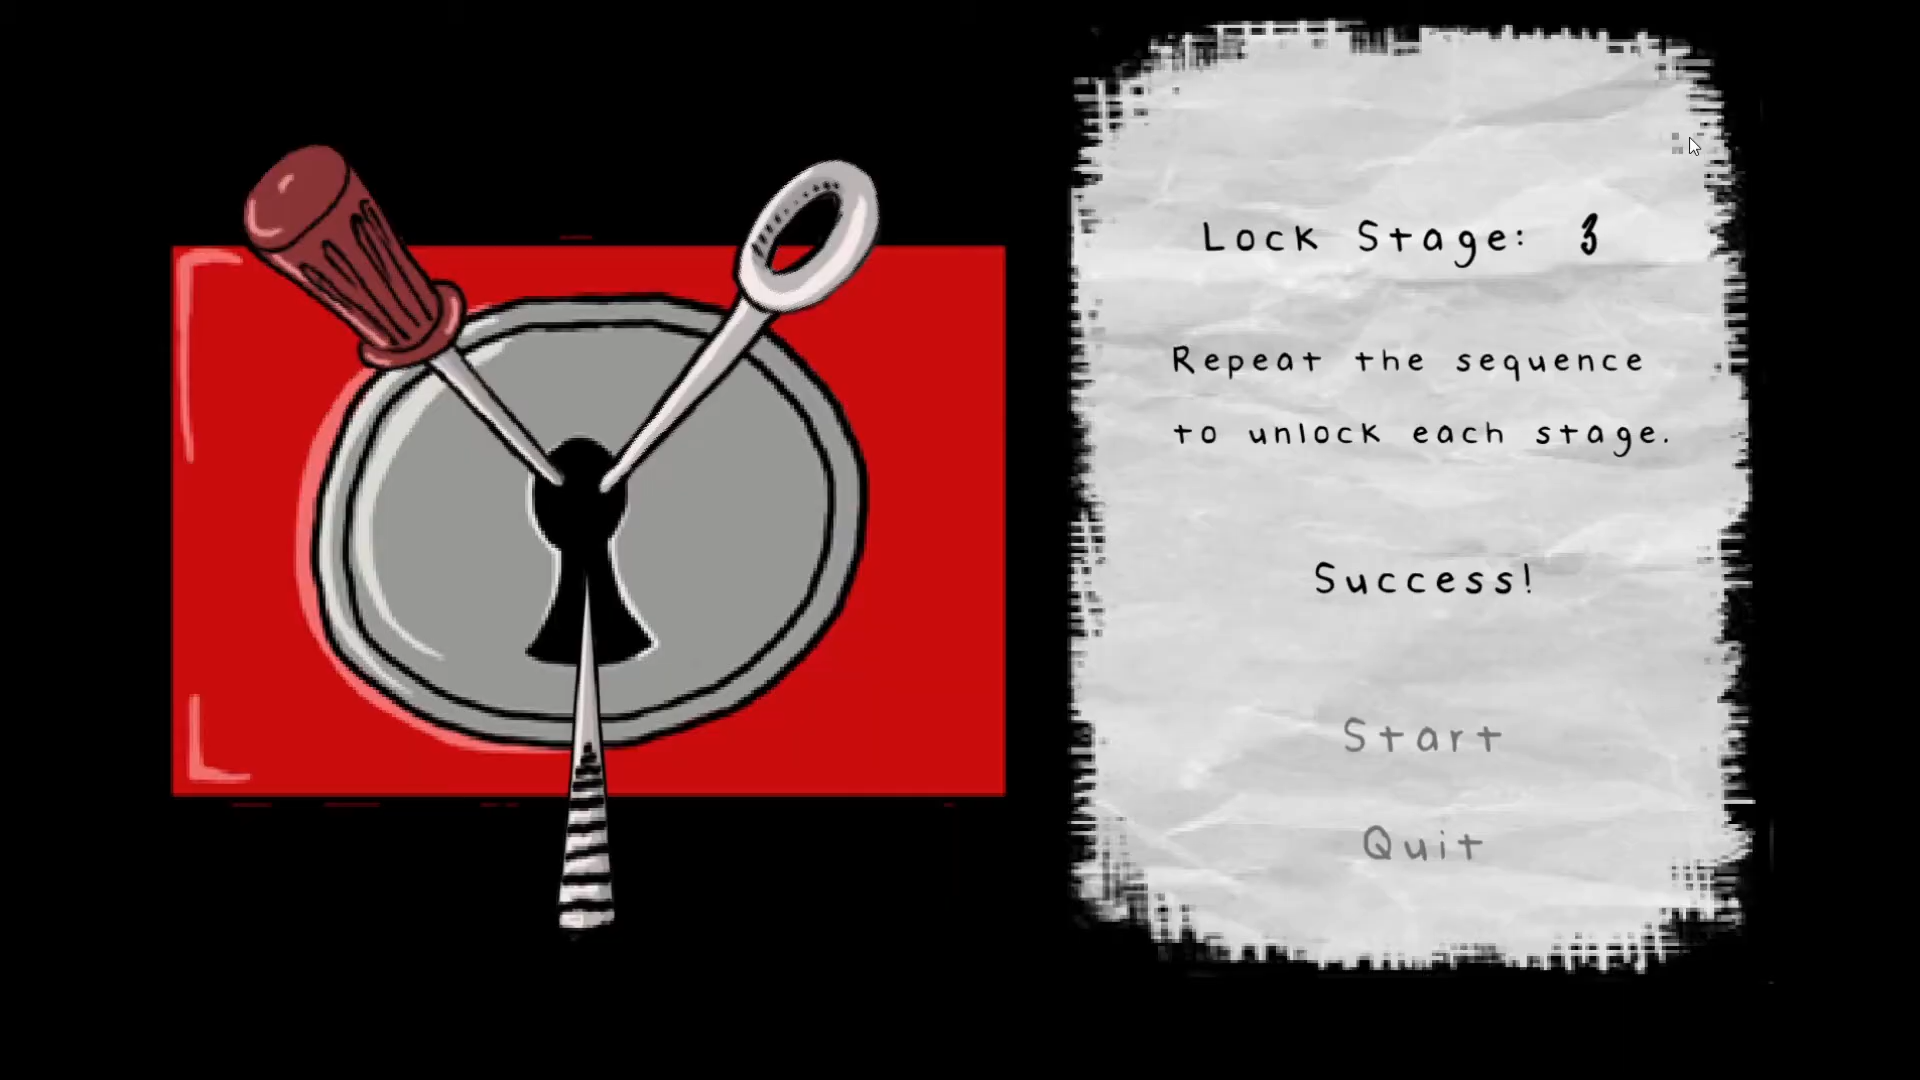 Lock Stage: 3
Repeat the sequence
to unlock each stage.
Success!
Start
Quit